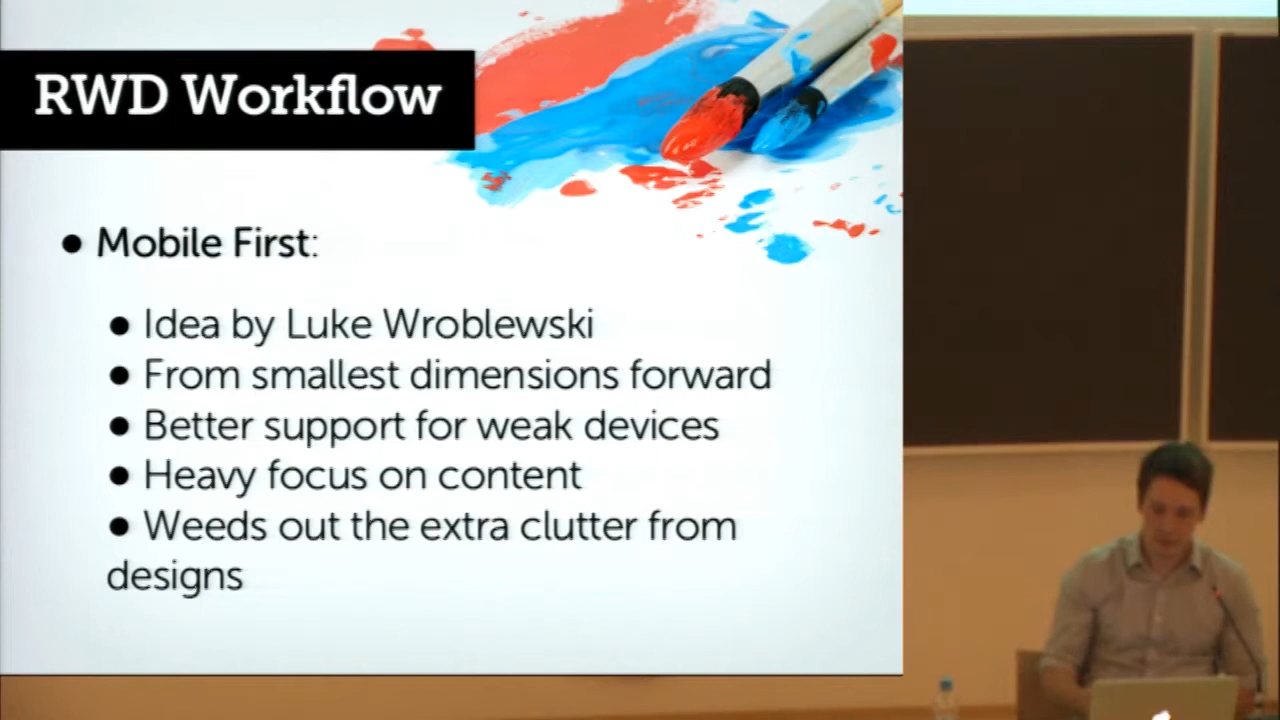 RWD Workflow
● Mobile First:
● Idea by Luke Wroblewski
● From smallest dimensions forward
● Better support for weak devices
● Heavy focus on content
● Weeds out the extra clutter from
designs